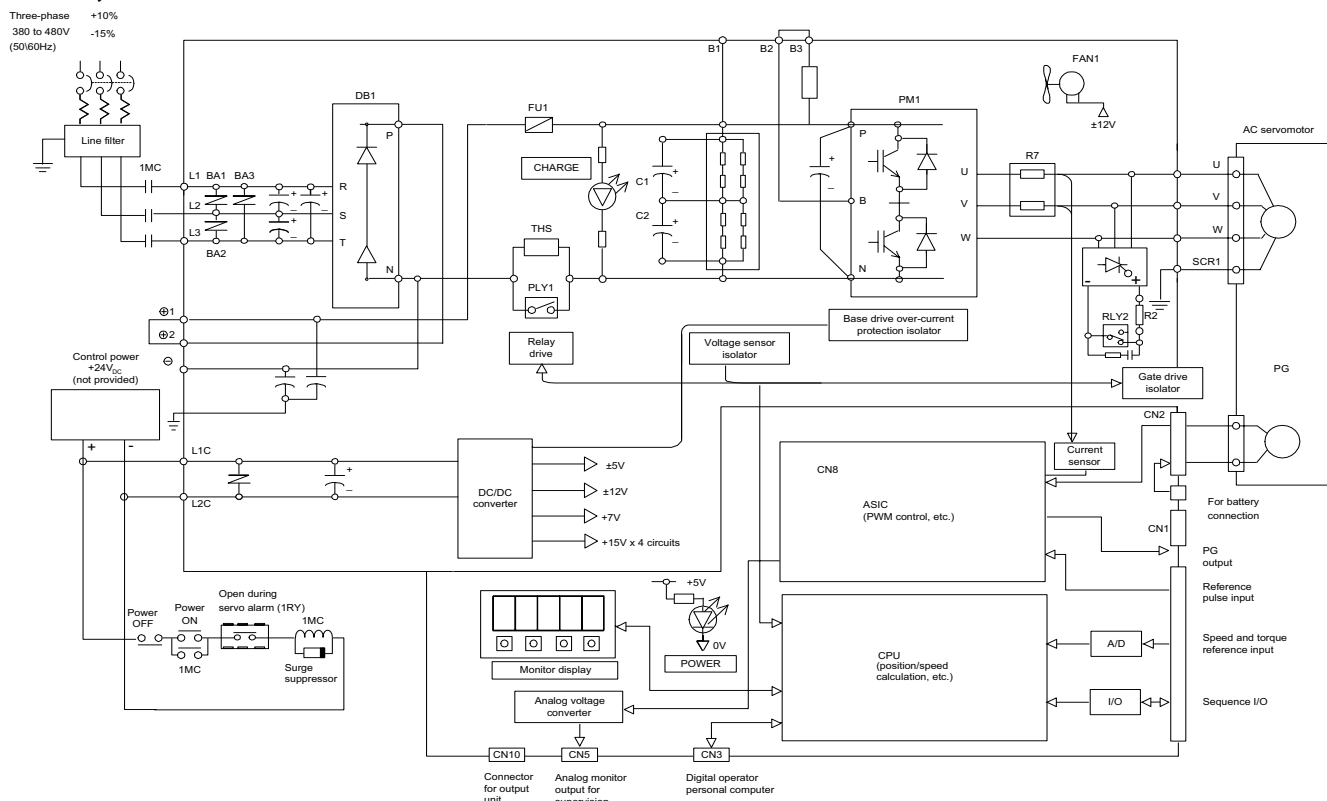 Three-phase +10%
380 to 480V -15%
(50\60Hz)
Line filter
1MC
L1
L2
L3
BA1
BA3
BA2
DB1
P
N
R
S
T
FU1
CHARGE
THS
PLY1
C1
C2
B1
B2
B3
PM1
P
B
N
U
V
W
FAN1
±12V
R7
AC servomotor
U
V
W
SCR1
- +
RLY2
R2
PG
⊕1
⊕2
⊖
Control power
+24VDC
(not provided)
+ -
L1C
L2C
Relay
drive
Voltage sensor
isolator
Base drive over-current
protection isolator
Gate drive
isolator
DC/DC
converter
±5V
±12V
+7V
+15V x 4 circuits
CN8
ASIC
(PWM control, etc.)
Current
sensor
CN2
For battery
connection
CN1
PG
output
Reference
pulse input
Speed and torque
reference input
Sequence I/O
A/D
I/O
CPU
(position/speed
calculation, etc.)
+5V
0V
POWER
Monitor display
Analog voltage
converter
Power
OFF
Power
ON
1MC
Open during
servo alarm (1RY)
1MC
Surge
suppressor
CN10
CN5
CN3
Connector
for output
unit
Analog monitor
output for
supervision
Digital operator
personal computer